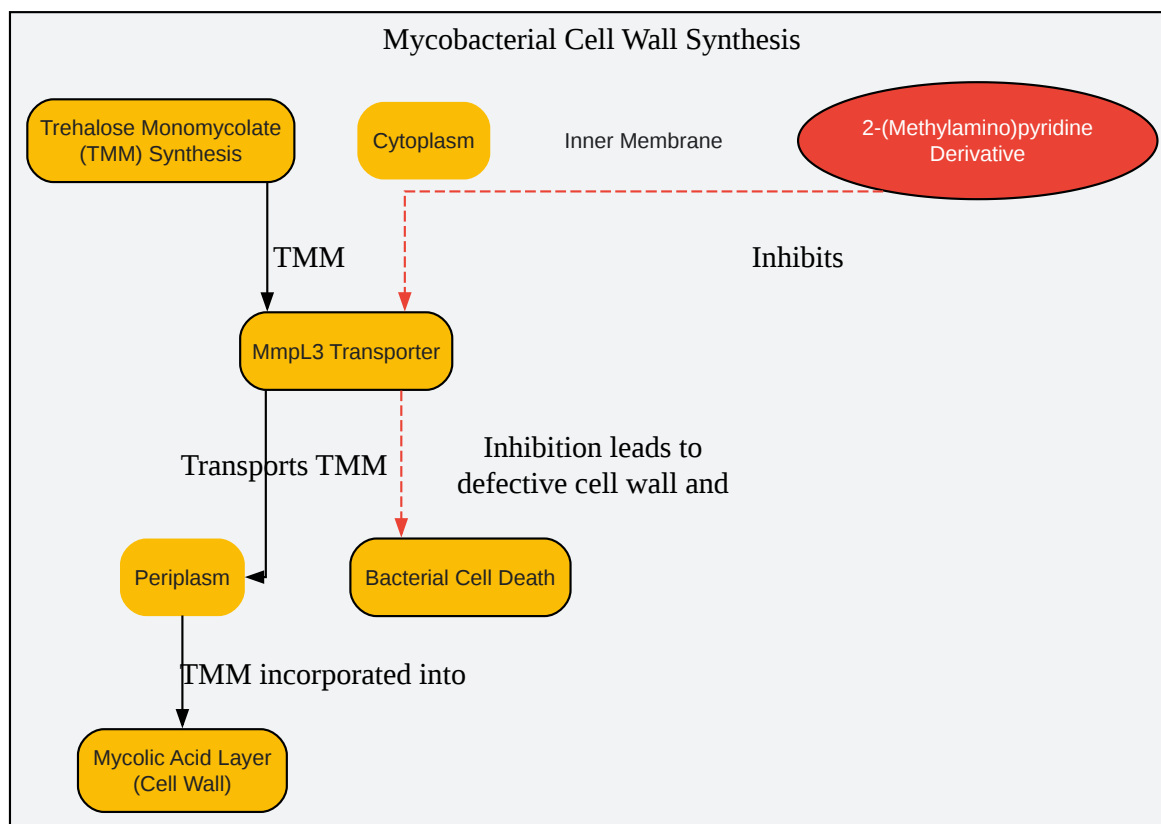 Mycobacterial Cell Wall Synthesis
Trehalose Monomycolate
(TMM) Synthesis
Cytoplasm
Inner Membrane
2-(Methylamino)pyridine
Derivative
TMM
Inhibits
MmpL3 Transporter
Transports TMM
Inhibition leads to
defective cell wall and
Periplasm
Bacterial Cell Death
TMM incorporated into
Mycolic Acid Layer
(Cell Wall)